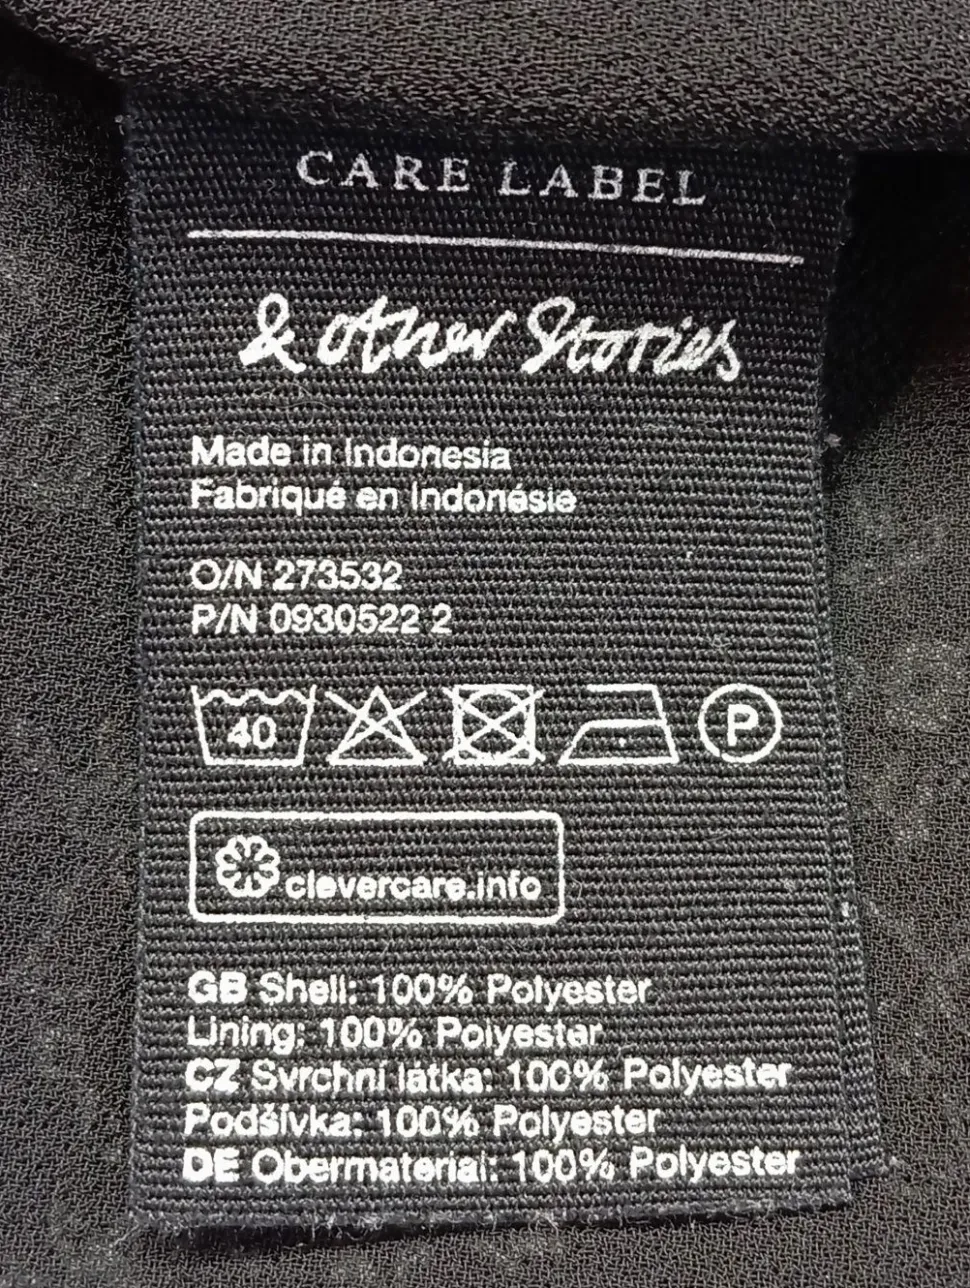 CARE LABEL
& other Stories
Made in Indonesia
Fabriqué en Indonésie
O/N 273532
P/N 0930522 2
40 P
clevercare.info
GB Shell: 100% Polyester
Lining: 100% Polyester
CZ Svrchní látka: 100% Polyester
Podšívka: 100% Polyester
DE Obermaterial: 100% Polyester